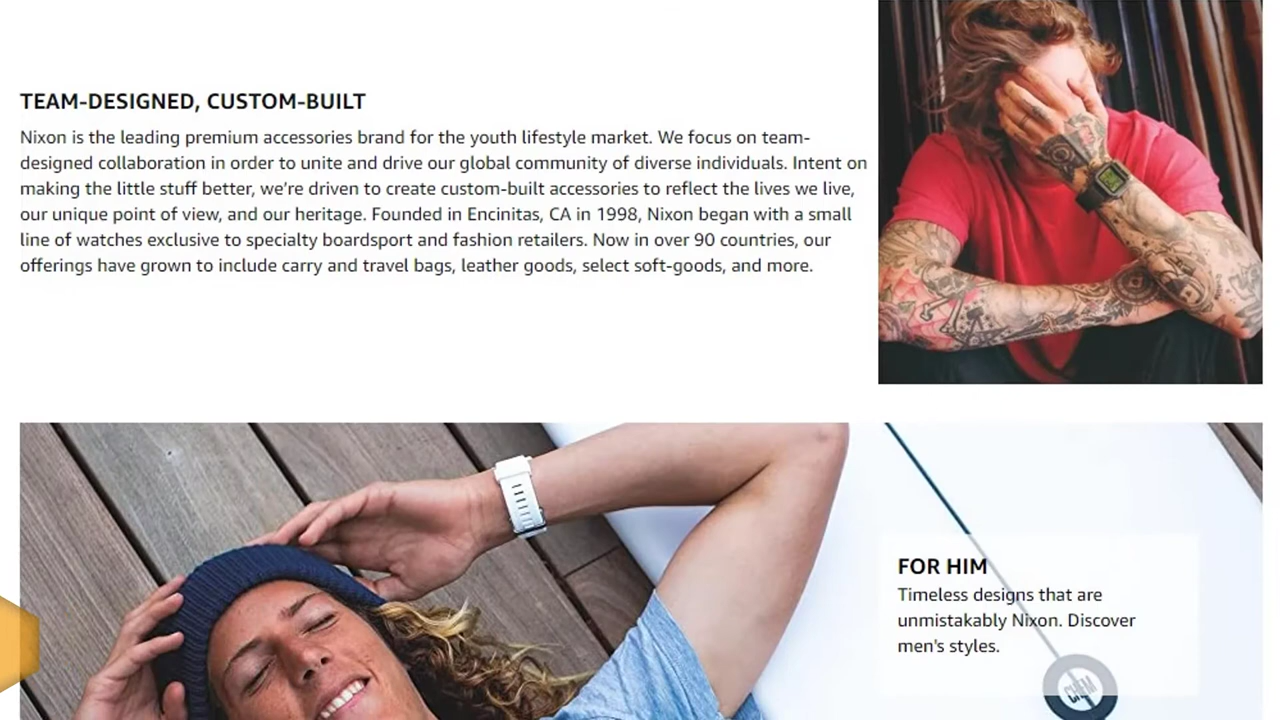 TEAM-DESIGNED, CUSTOM-BUILT
Nixon is the leading premium accessories brand for the youth lifestyle market. We focus on team-
designed collaboration in order to unite and drive our global community of diverse individuals. Intent on
making the little stuff better, we're driven to create custom-built accessories to reflect the lives we live,
our unique point of view, and our heritage. Founded in Encinitas, CA in 1998, Nixon began with a small
line of watches exclusive to specialty boardsport and fashion retailers. Now in over 90 countries, our
offerings have grown to include carry and travel bags, leather goods, select soft-goods, and more.
FOR HIM
Timeless designs that are
unmistakably Nixon. Discover
men's styles.